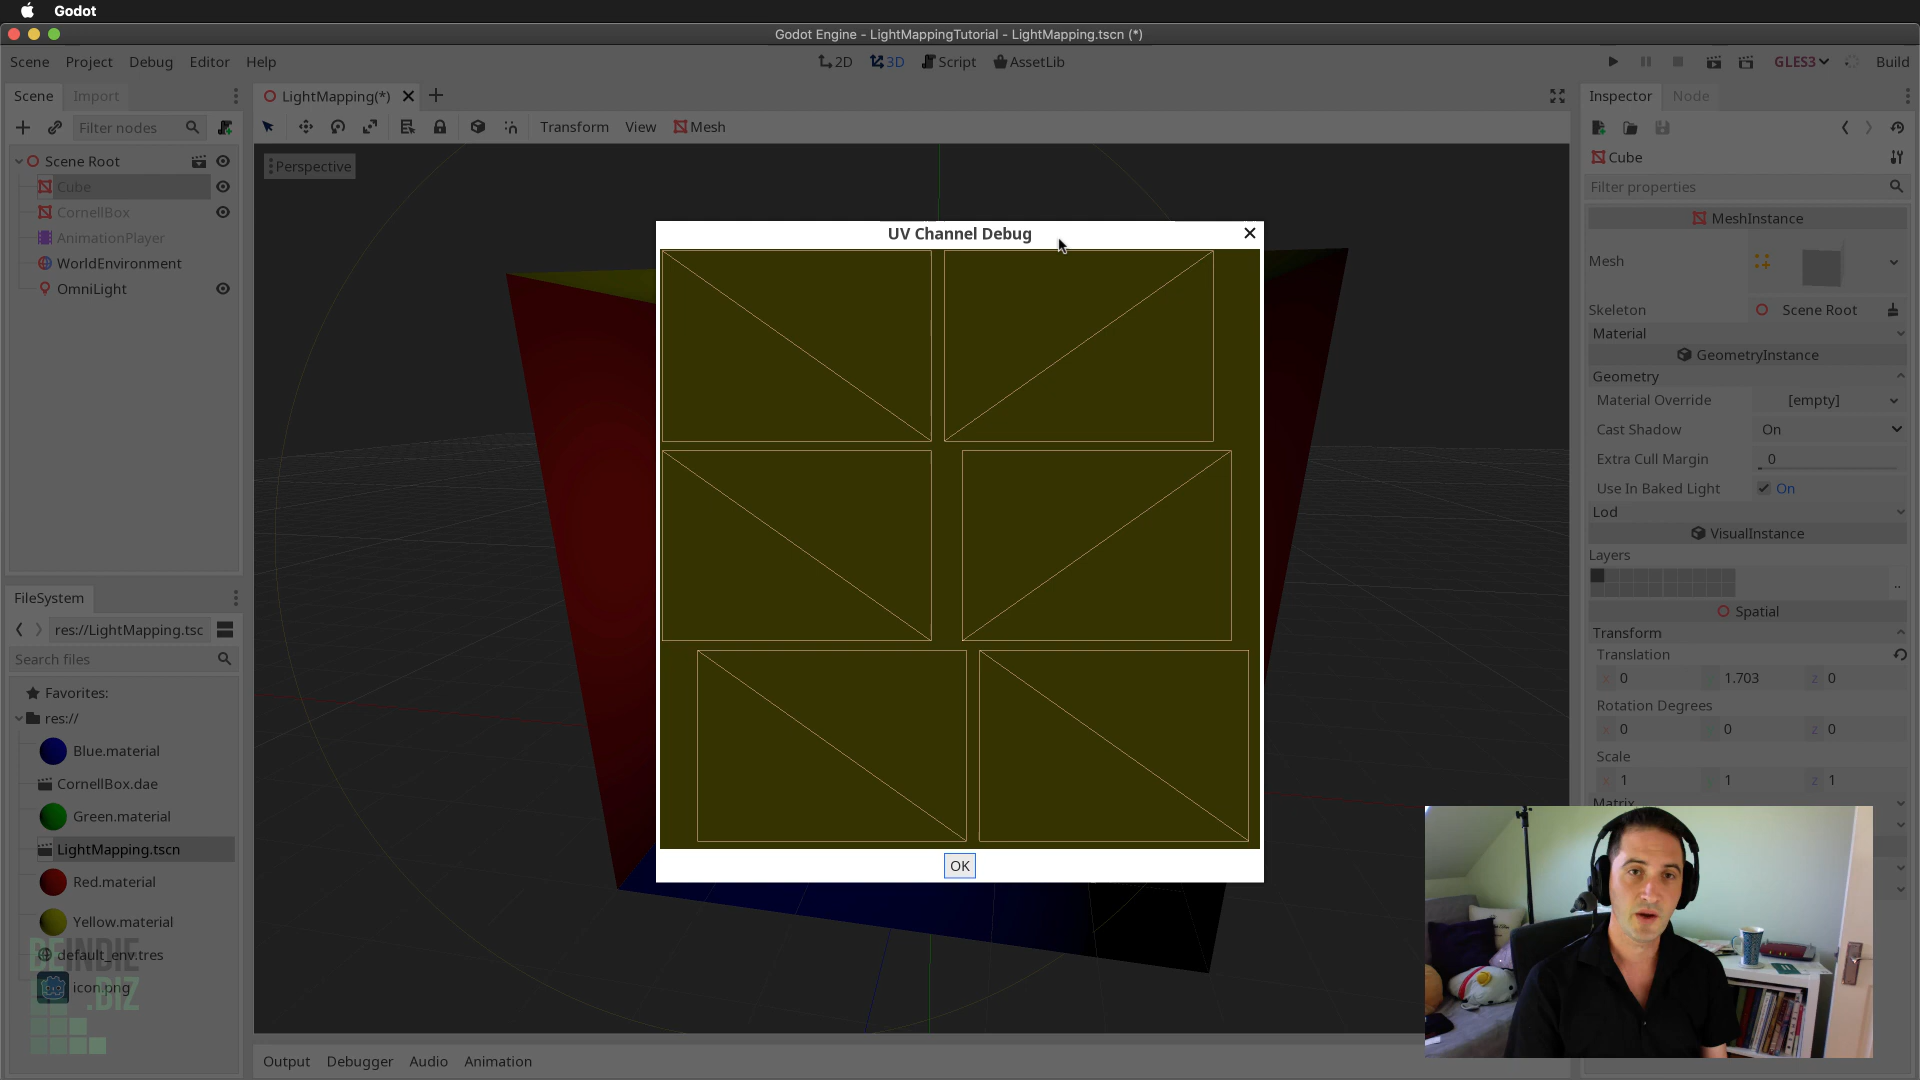 Godot
Godot Engine - LightMappingTutorial - LightMapping.tscn (*)
Scene Project Debug Editor Help
2D 3D Script AssetLib
GLES3 Build
Scene Import
LightMapping(*)
Inspector Node
Filter nodes
Transform View Mesh
Scene Root
Cube
CornellBox
AnimationPlayer
WorldEnvironment
OmniLight
Perspective
UV Channel Debug
OK
FileSystem
res://LightMapping.tsc
Search files
Favorites:
res://
Blue.material
CornellBox.dae
Green.material
LightMapping.tscn
Red.material
Yellow.material
default_env.tres
icon.png
BEINDIE
.BIZ
Output Debugger Audio Animation
Cube
Filter properties
MeshInstance
Mesh
Skeleton Scene Root
Material
GeometryInstance
Geometry
Material Override [empty]
Cast Shadow On
Extra Cull Margin 0
Use In Baked Light On
Lod
VisualInstance
Layers
..
Spatial
Transform
Translation
x 0 y 1.703 z 0
Rotation Degrees
x 0 y 0 z 0
Scale
x 1 y 1 z 1
Matrix